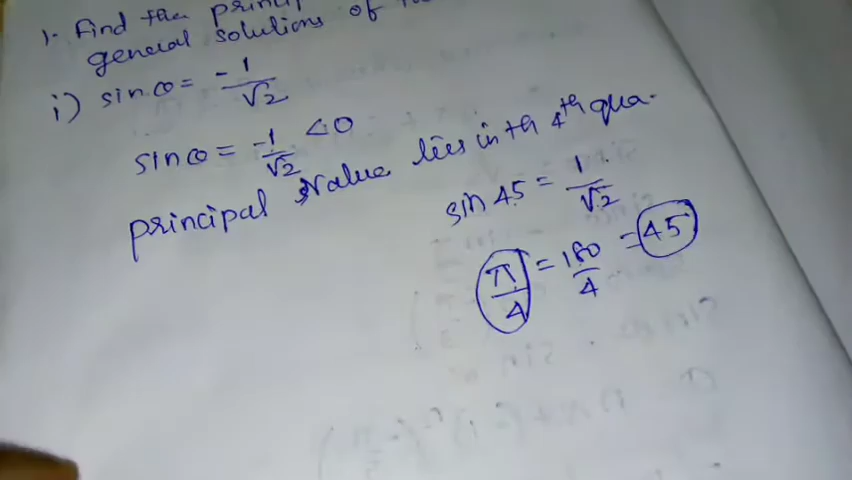 1. Find the
general solutions of
i) sin θ = -1/√2
sin θ = -1/√2 <0
principal value lies in th 4th qua.
sin 45 = 1/√2
π/4 = 180/4 = 45